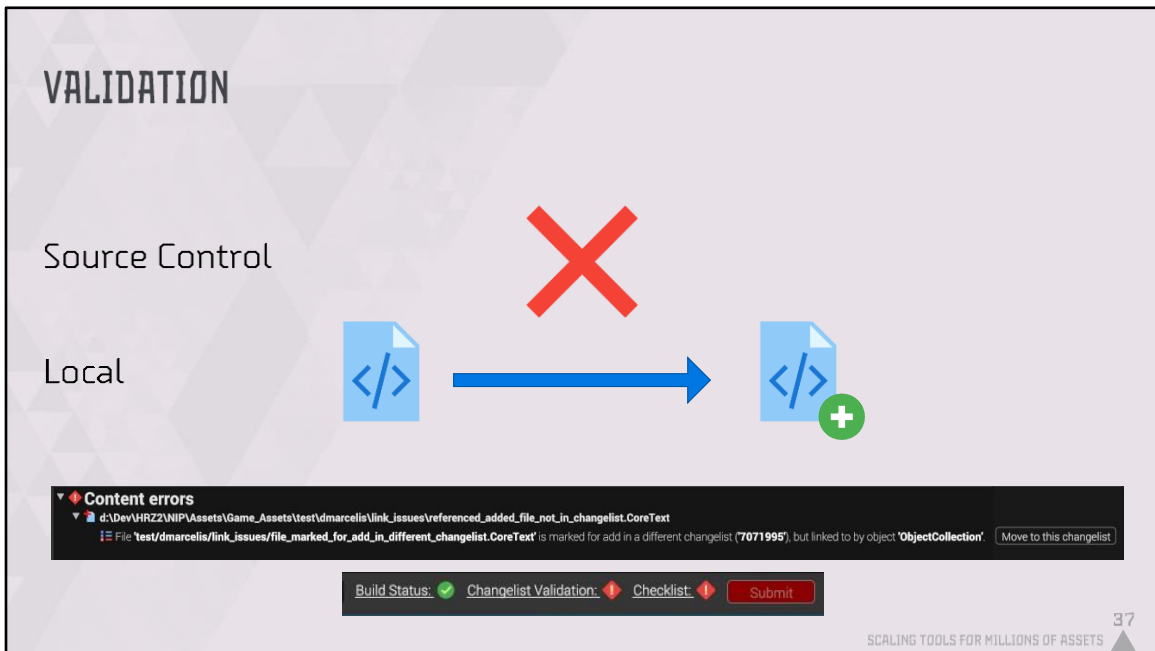 VALIDATION
Source Control
Local
</>
</>
Content errors
d:\Dev\HRZ2\NIP\Assets\Game_Assets\test\dmarcelis\link_issues\referenced_added_file_not_in_changelist.CoreText
File 'test/dmarcelis/link_issues/file_marked_for_add_in_different_changelist.CoreText' is marked for add in a different changelist ('7071995'), but linked to by object 'ObjectCollection'. Move to this changelist
Build Status: Changelist Validation: Checklist: Submit
37
SCALING TOOLS FOR MILLIONS OF ASSETS